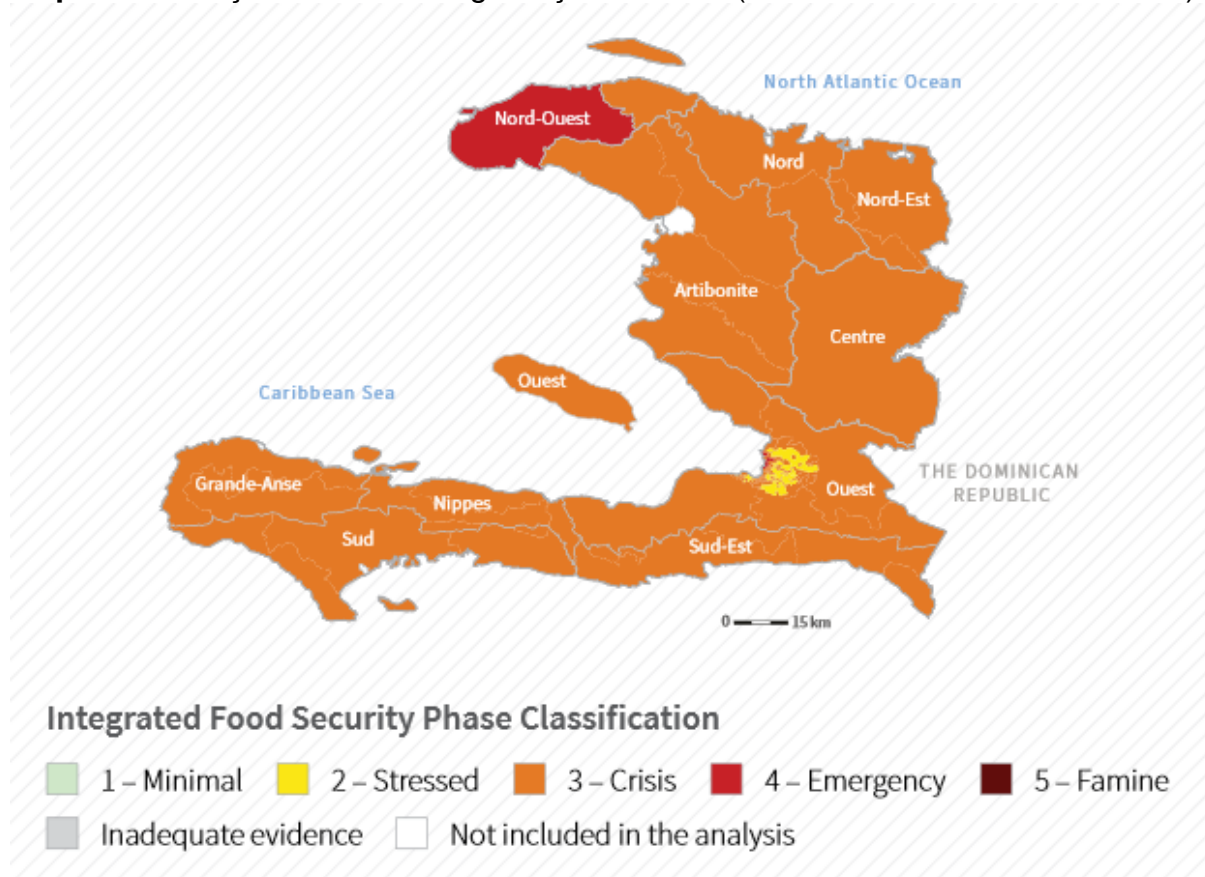 North Atlantic Ocean
Nord-Ouest
Nord
Nord-Est
Artibonite
Centre
Ouest
Caribbean Sea
THE DOMINICAN
REPUBLIC
Grande-Anse
Ouest
Nippes
Sud
Sud-Est
0 15 km
Integrated Food Security Phase Classification
1 – Minimal 2 – Stressed 3 – Crisis 4 – Emergency 5 – Famine
Inadequate evidence Not included in the analysis